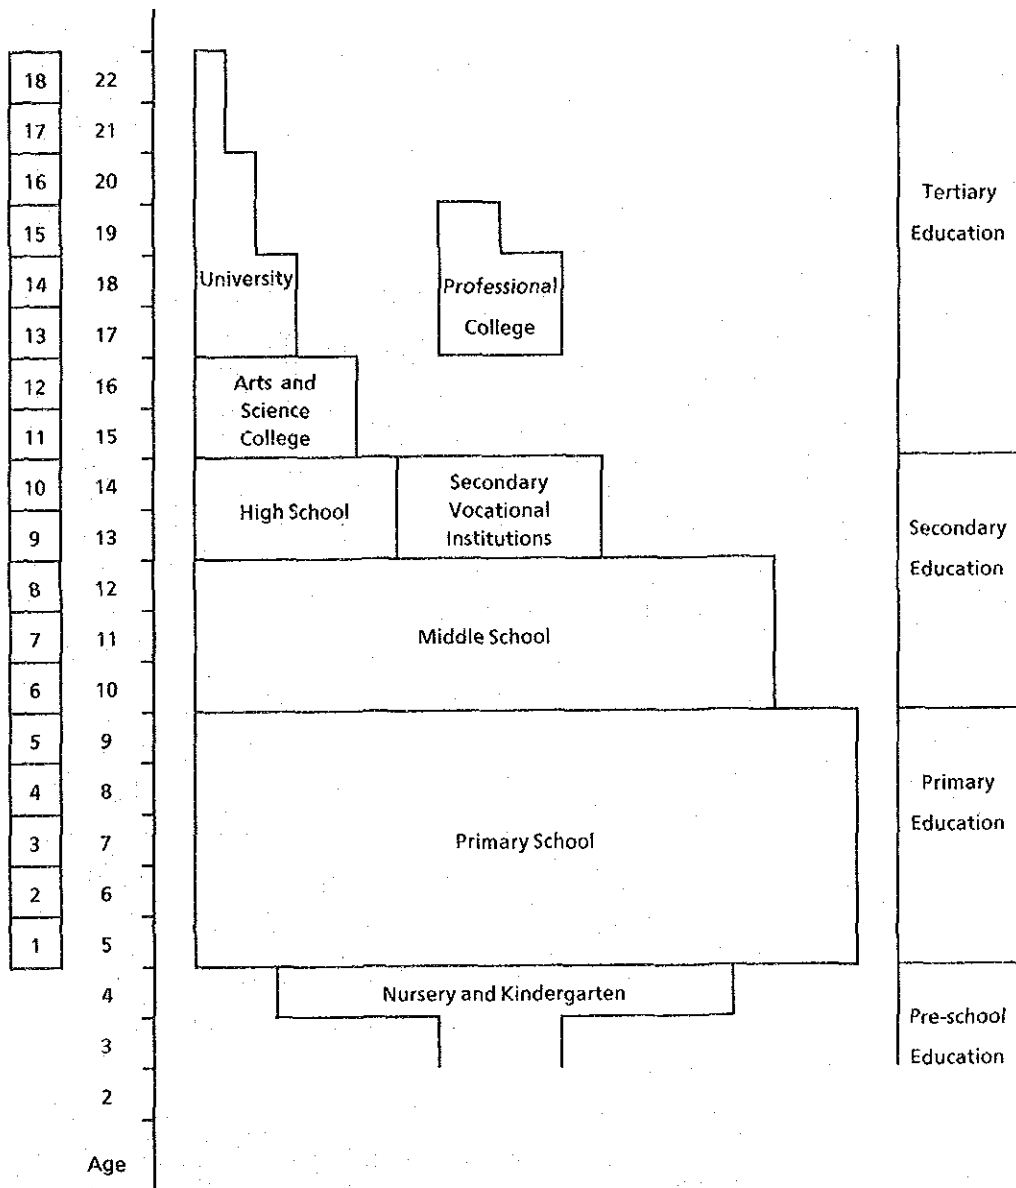 18 22
17 21
16 20
Tertiary
15 19
Education
University
14 18
Professional
13 17
College
12 16
Arts and
Science
College
11 15
10 14
High School
Secondary
Vocational
Institutions
9 13
Secondary
Education
8 12
7 11
Middle School
6 10
5 9
Primary
Education
4 8
3 7
Primary School
2 6
1 5
4
Nursery and Kindergarten
Pre-school
Education
3
2
Age